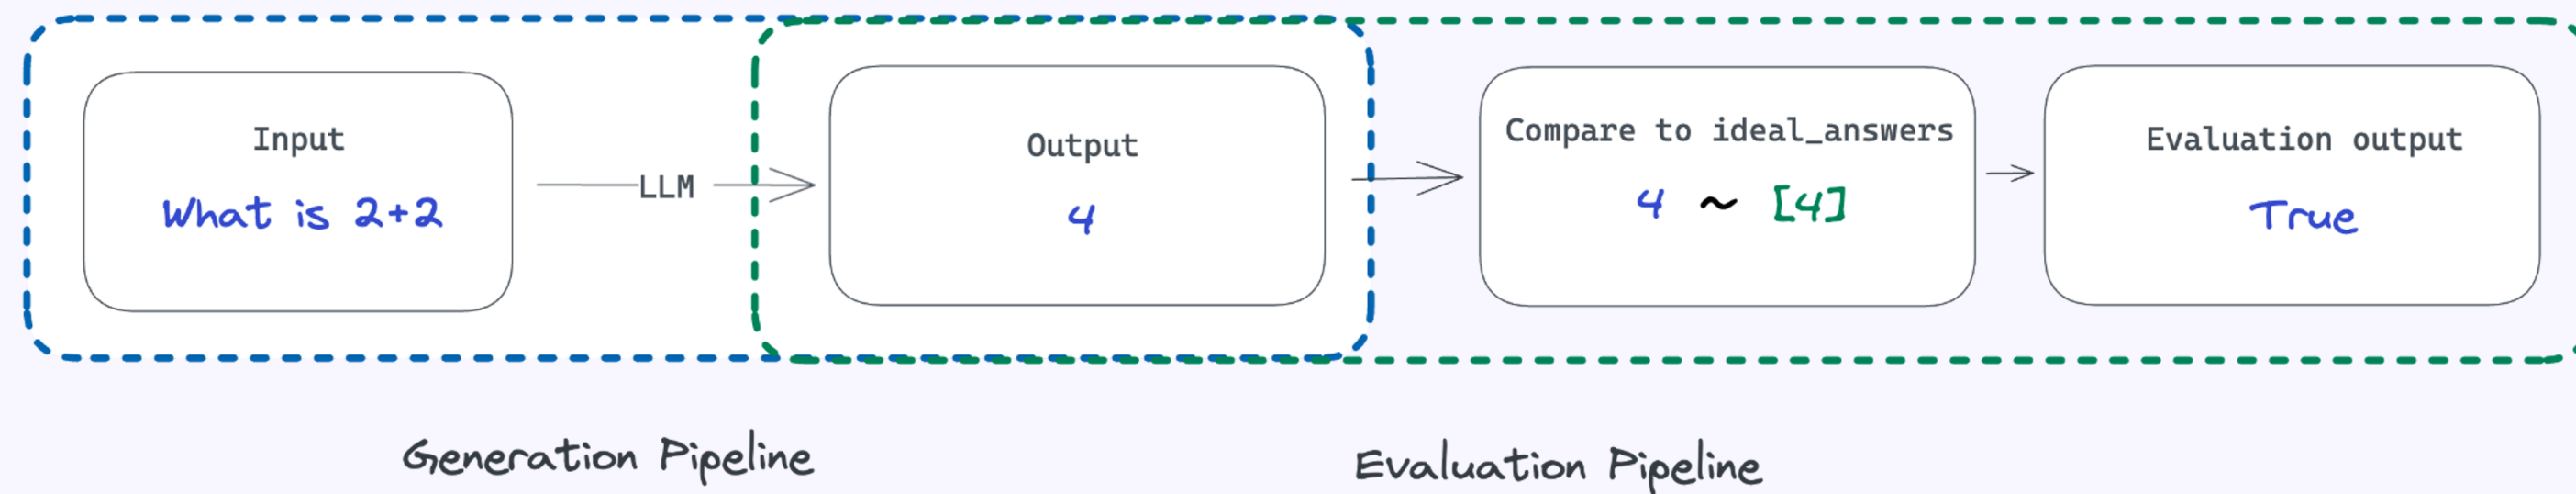 Input
What is 2+2
LLM
Output
4
Compare to ideal_answers
4 ~ [4]
Evaluation output
True
Generation Pipeline
Evaluation Pipeline